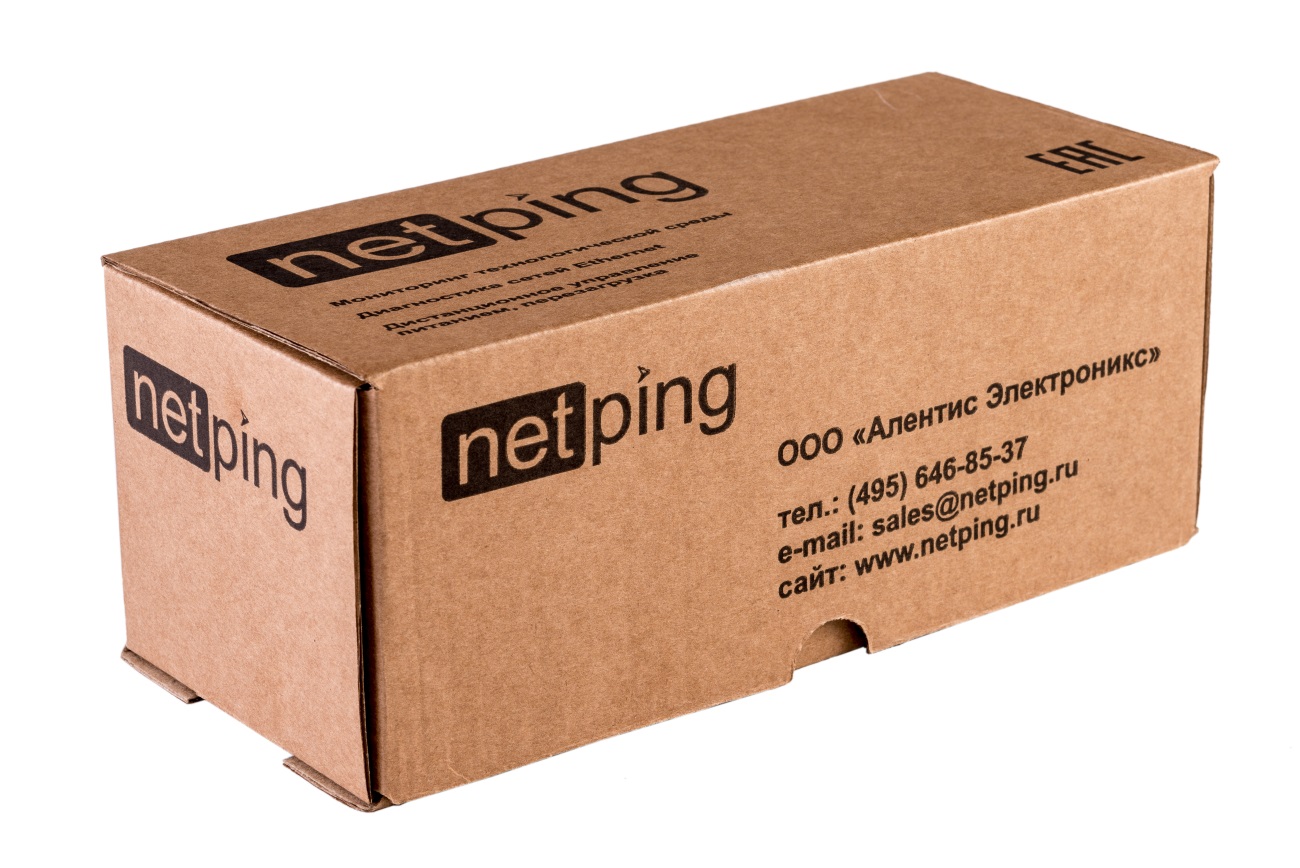 netping
Мониторинг технологической среды
Диагностика сетей Ethernet
Дистанционное управление
питанием, перезагрузка
EAC
netping
netping
ООО «Алентис Электроникс»
тел.: (495) 646-85-37
e-mail: sales@netping.ru
сайт: www.netping.ru